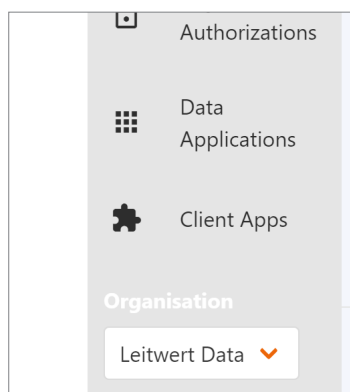 Authorizations
Data
Applications
Client Apps
Organisation
Leitwert Data